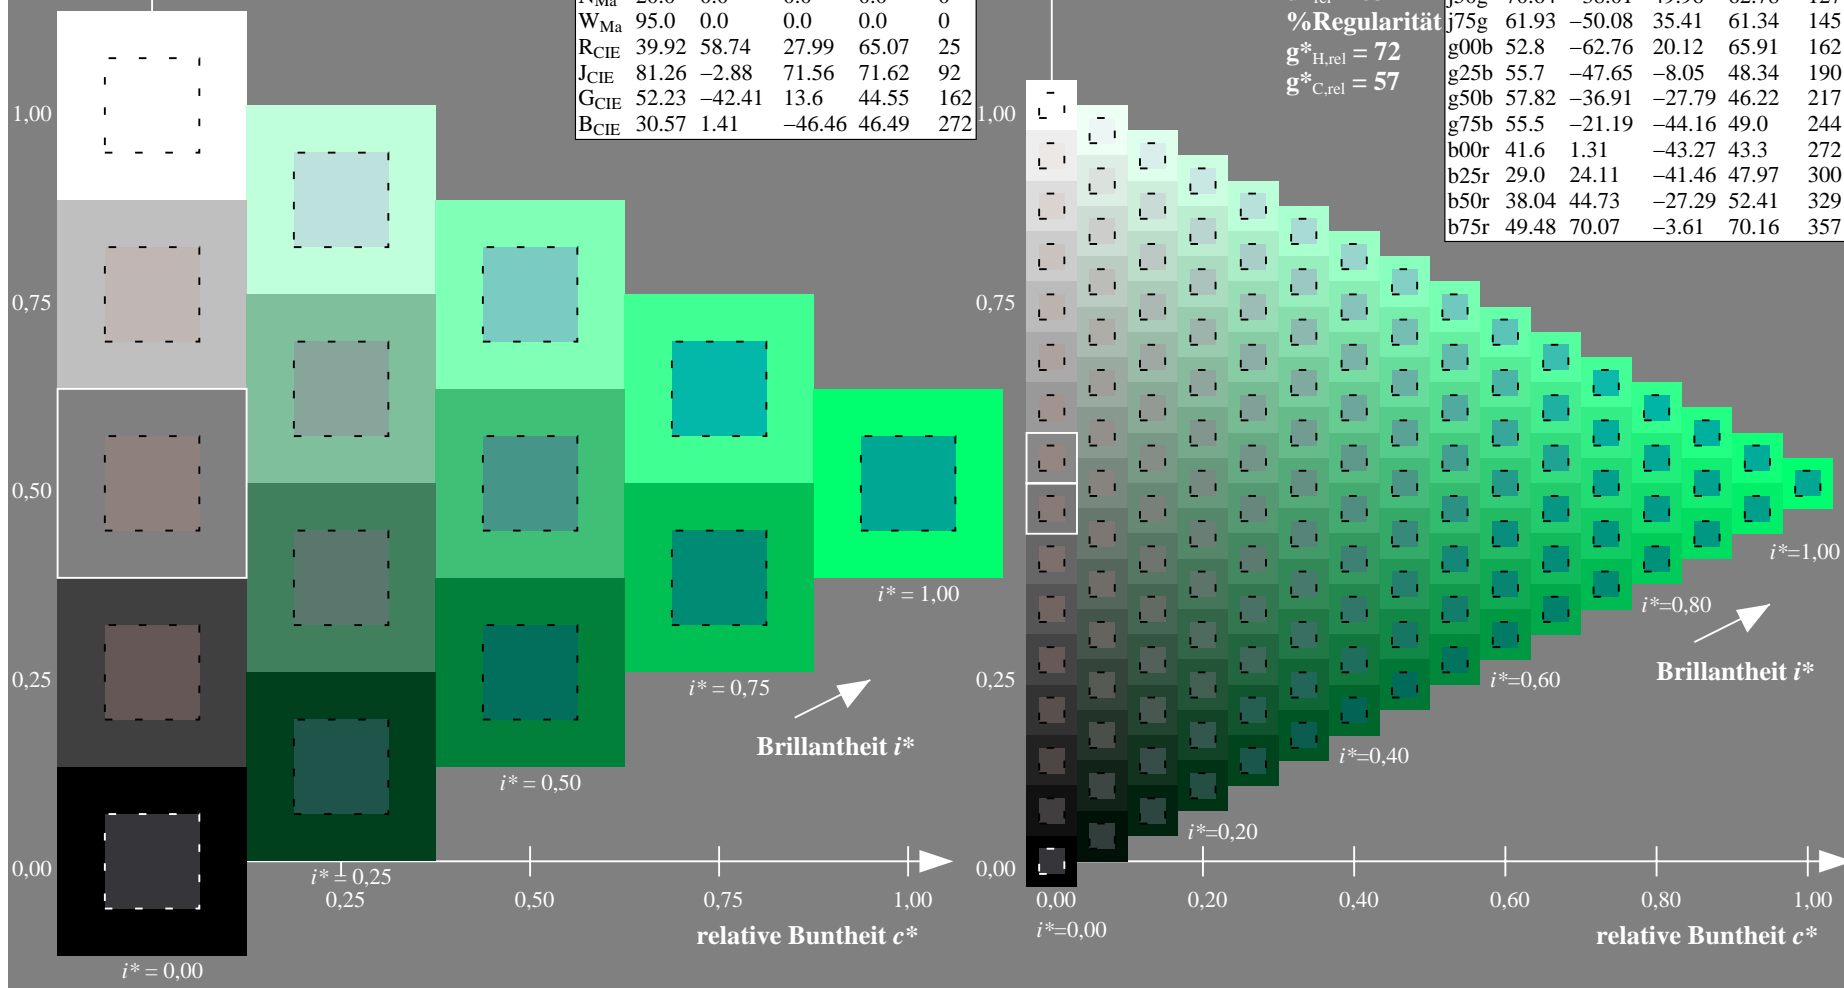 W_Ma 95.0 0.0 0.0 0.0 0
R_CIE 39.92 58.74 27.99 65.07 25
J_CIE 81.26 −2.88 71.56 71.62 92
G_CIE 52.23 −42.41 13.6 44.55 162
B_CIE 30.57 1.41 −46.46 46.49 272
%Regularität
g*_H,rel = 72
g*_C,rel = 57
j75g 61.93 −50.08 35.41 61.34 145
g00b 52.8 −62.76 20.12 65.91 162
g25b 55.7 −47.65 −8.05 48.34 190
g50b 57.82 −36.91 −27.79 46.22 217
g75b 55.5 −21.19 −44.16 49.0 244
b00r 41.6 1.31 −43.27 43.3 272
b25r 29.0 24.11 −41.46 47.97 300
b50r 38.04 44.73 −27.29 52.41 329
b75r 49.48 70.07 −3.61 70.16 357
1,00
0,75
0,50
0,25
0,00
i* = 1,00
i* = 0,75
Brillantheit i*
i* = 0,50
i* = 0,25
0,25 0,50 0,75 1,00
relative Buntheit c*
i* = 0,00
1,00
0,75
0,50
0,25
0,00
i*=1,00
i*=0,80
Brillantheit i*
i*=0,60
i*=0,40
i*=0,20
0,00 0,20 0,40 0,60 0,80 1,00
i*=0,00
relative Buntheit c*